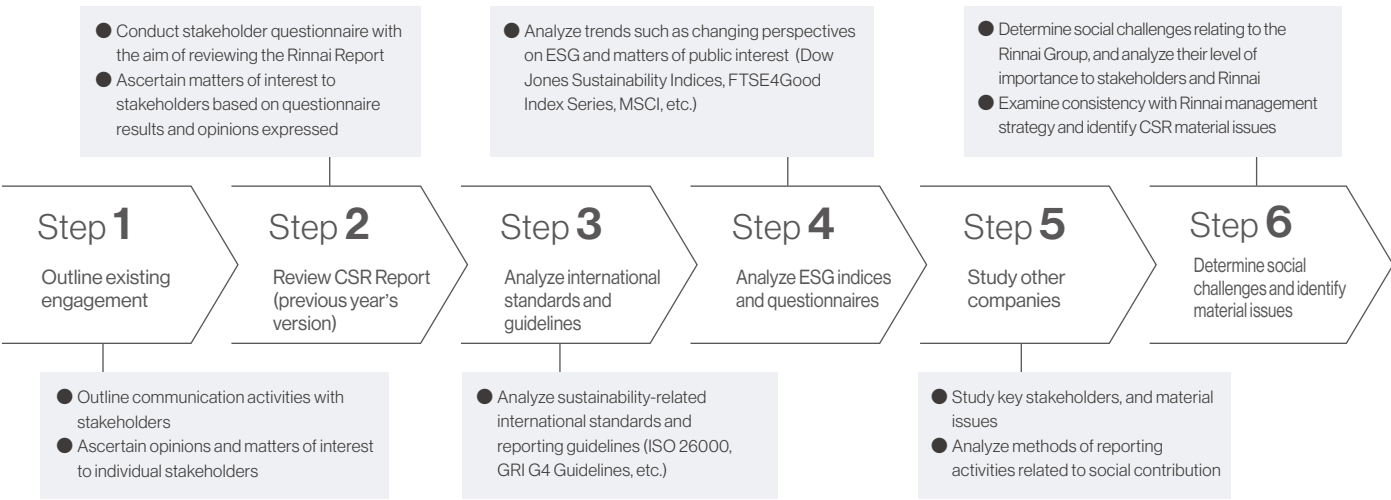 ● Conduct stakeholder questionnaire with
the aim of reviewing the Rinnai Report
● Ascertain matters of interest to
stakeholders based on questionnaire
results and opinions expressed
● Analyze trends such as changing perspectives
on ESG and matters of public interest (Dow
Jones Sustainability Indices, FTSE4Good
Index Series, MSCI, etc.)
● Determine social challenges relating to the
Rinnai Group, and analyze their level of
importance to stakeholders and Rinnai
● Examine consistency with Rinnai management
strategy and identify CSR material issues
Step 1
Outline existing
engagement
Step 2
Review CSR Report
(previous year's
version)
Step 3
Analyze international
standards and
guidelines
Step 4
Analyze ESG indices
and questionnaires
Step 5
Study other
companies
Step 6
Determine social
challenges and identify
material issues
● Outline communication activities with
stakeholders
● Ascertain opinions and matters of interest
to individual stakeholders
● Analyze sustainability-related
international standards and
reporting guidelines (ISO 26000,
GRI G4 Guidelines, etc.)
● Study key stakeholders, and material
issues
● Analyze methods of reporting
activities related to social contribution